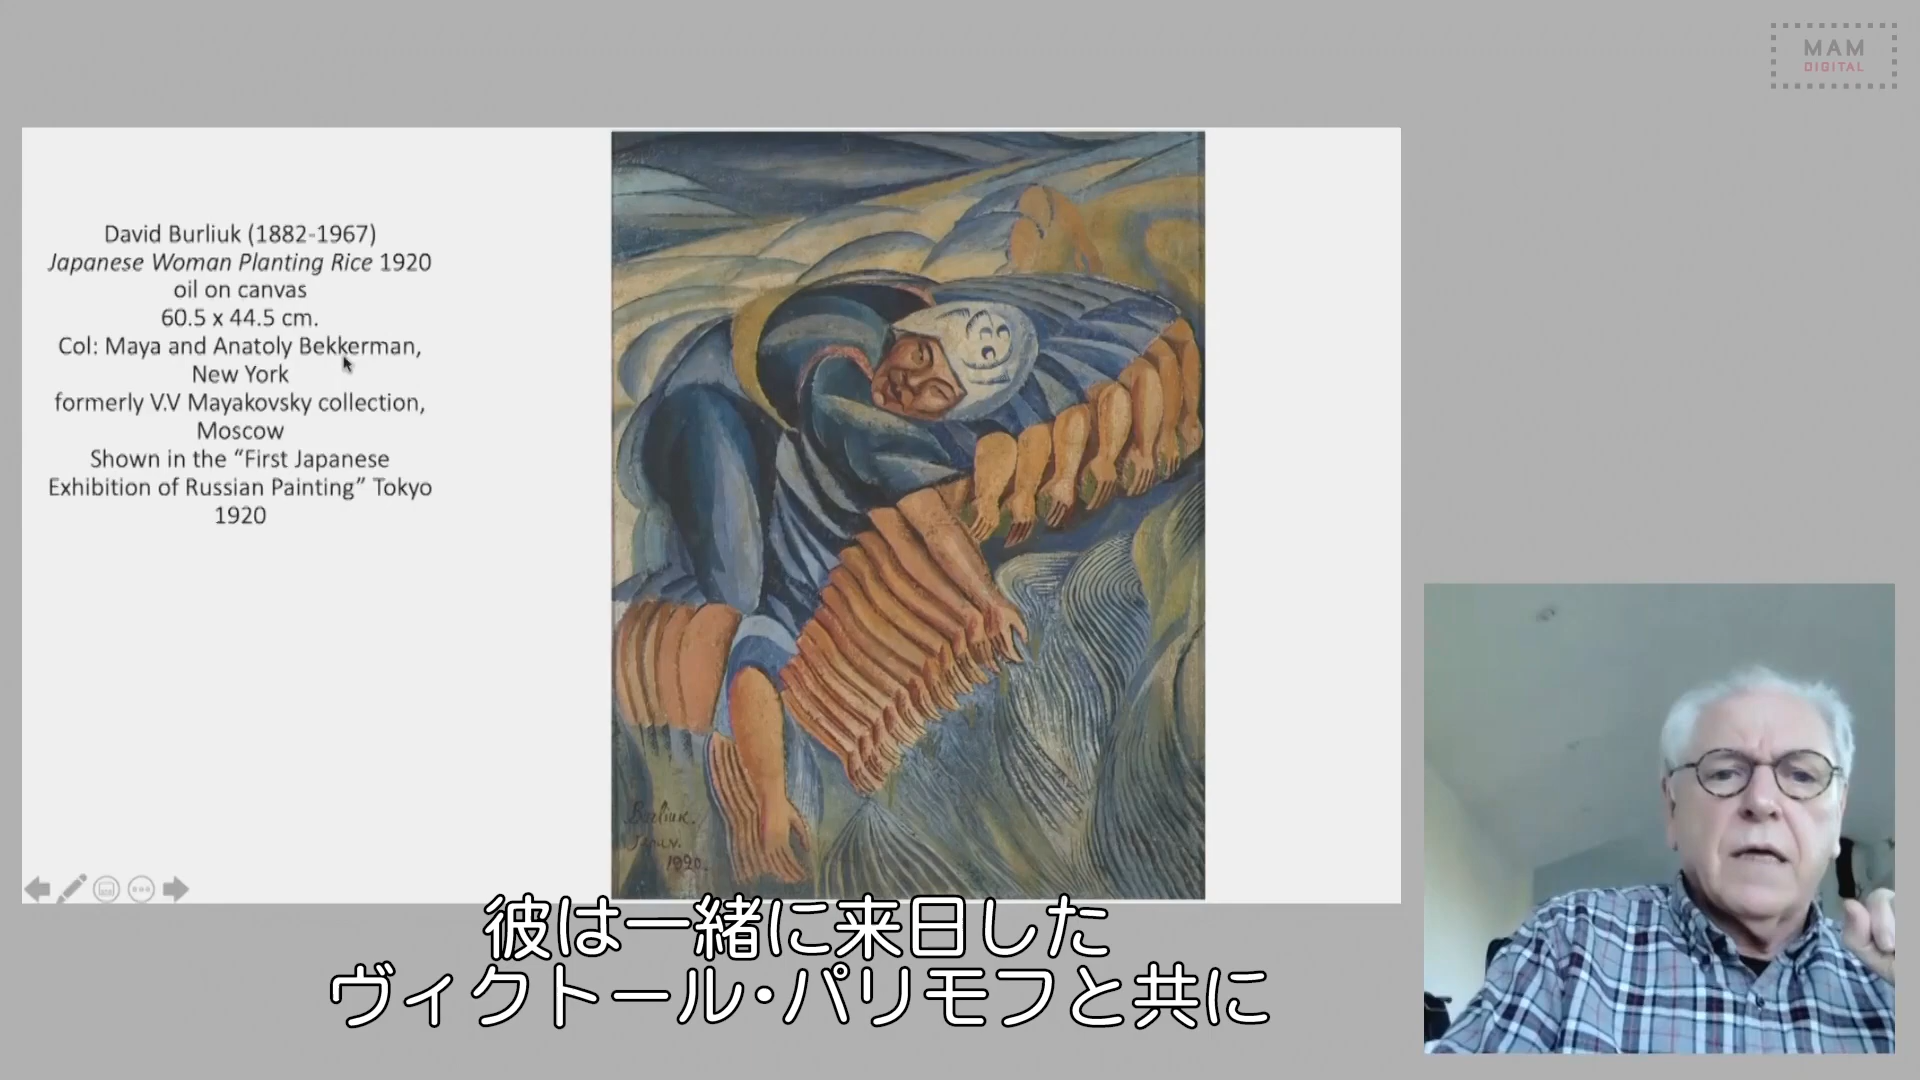 MAM
DIGITAL
David Burliuk (1882-1967)
Japanese Woman Planting Rice 1920
oil on canvas
60.5 x 44.5 cm.
Col: Maya and Anatoly Bekkerman,
New York
formerly V.V Mayakovsky collection,
Moscow
Shown in the “First Japanese
Exhibition of Russian Painting” Tokyo
1920
Burliuk.
1920.
彼は一緒に来日した
ヴィクトール・パリモフと共に